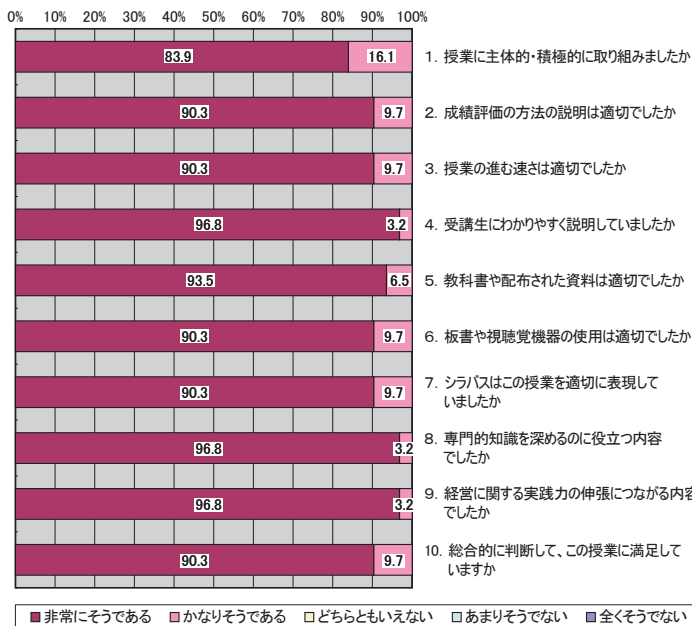 0% 10% 20% 30% 40% 50% 60% 70% 80% 90% 100%
83.9 16.1 1. 授業に主体的・積極的に取り組みましたか
90.3 9.7 2. 成績評価の方法の説明は適切でしたか
90.3 9.7 3. 授業の進む速さは適切でしたか
96.8 3.2 4. 受講生にわかりやすく説明していましたか
93.5 6.5 5. 教科書や配布された資料は適切でしたか
90.3 9.7 6. 板書や視聴覚機器の使用は適切でしたか
90.3 9.7 7. シラバスはこの授業を適切に表現して
いましたか
96.8 3.2 8. 専門的知識を深めるのに役立つ内容
でしたか
96.8 3.2 9. 経営に関する実践力の伸張につながる内容
でしたか
90.3 9.7 10. 総合的に判断して、この授業に満足して
いますか
非常にそうである かなりそうである どちらともいえない あまりそうでない 全くそうでない